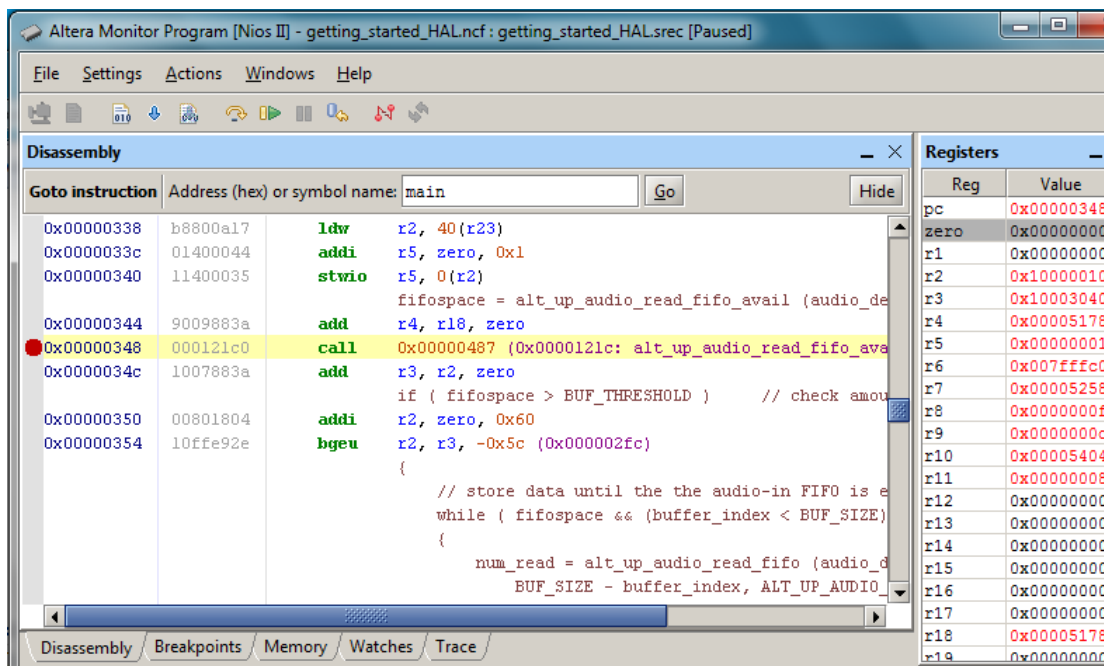 Altera Monitor Program [Nios II] - getting_started_HAL.ncf : getting_started_HAL.srec [Paused]
File Settings Actions Windows Help
Disassembly
Goto instruction Address (hex) or symbol name: main Go Hide
0x00000338 b8800a17 ldw r2, 40(r23)
0x0000033c 01400044 addi r5, zero, 0x1
0x00000340 11400035 stwio r5, 0(r2)
fifospace = alt_up_audio_read_fifo_avail (audio_de
0x00000344 9009883a add r4, r18, zero
0x00000348 000121c0 call 0x00000487 (0x0000121c: alt_up_audio_read_fifo_ava
0x0000034c 1007883a add r3, r2, zero
if ( fifospace > BUF_THRESHOLD ) // check amou
0x00000350 00801804 addi r2, zero, 0x60
0x00000354 10ffe92e bgeu r2, r3, -0x5c (0x000002fc)
{
// store data until the the audio-in FIFO is e
while ( fifospace && (buffer_index < BUF_SIZE)
{
num_read = alt_up_audio_read_fifo (audio_d
BUF_SIZE - buffer_index, ALT_UP_AUDIO_
Disassembly Breakpoints Memory Watches Trace
Registers
Reg Value
pc 0x00000348
zero 0x00000000
r1 0x00000000
r2 0x10000010
r3 0x10003040
r4 0x00005178
r5 0x00000001
r6 0x007fffc0
r7 0x00005258
r8 0x0000000f
r9
r10 0x00005404
r11 0x00000008
r12 0x00000000
r13 0x00000000
r14 0x00000000
r15 0x00000000
r16 0x00000000
r17 0x00000000
r18 0x00005178
r19 0x00000000